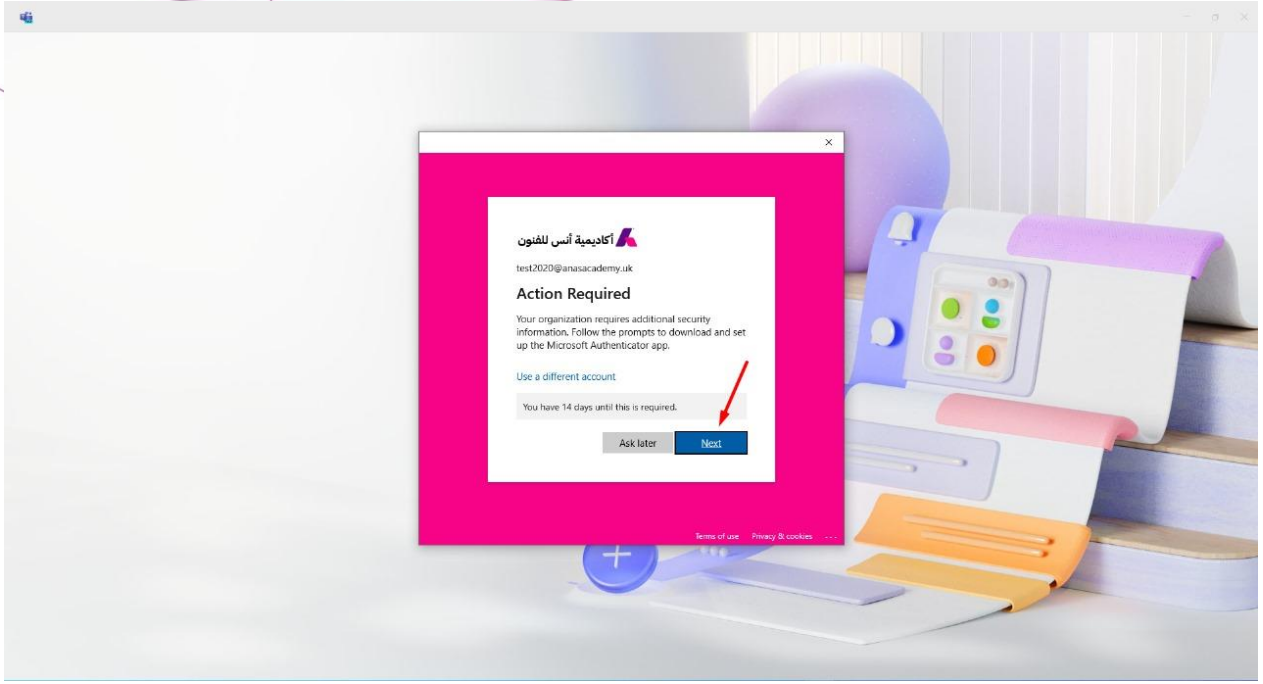 أكاديمية أنس للفنون
test2020@anasacademy.uk
Action Required
Your organization requires additional security
information. Follow the prompts to download and set
up the Microsoft Authenticator app.
Use a different account
You have 14 days until this is required.
Ask later Next
Terms of use Privacy & cookies ...